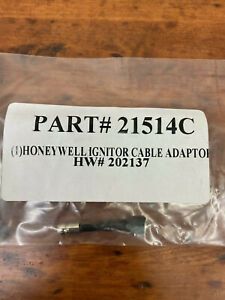 PART# 21514C
(1)HONEYWELL IGNITOR CABLE ADAPTOR
HW# 202137